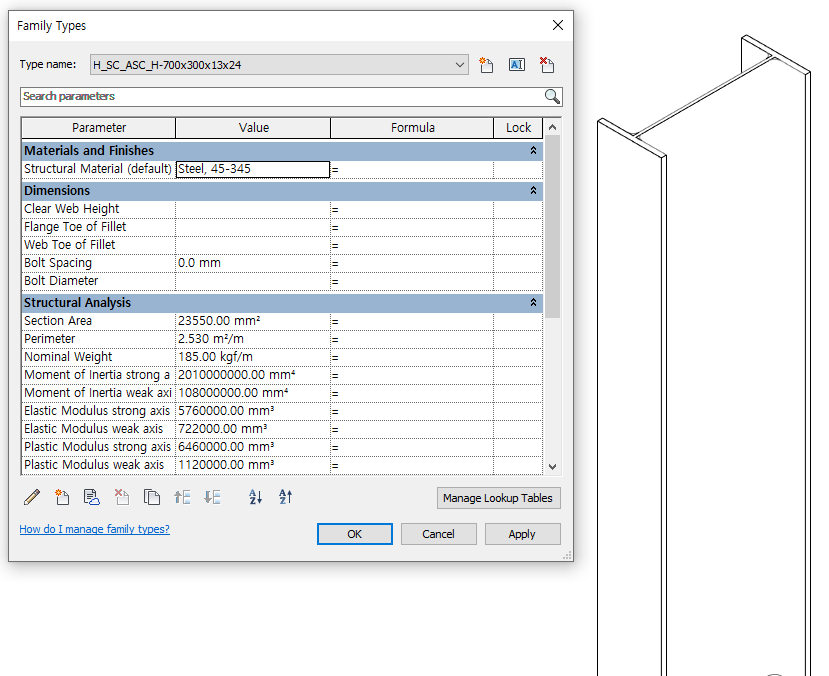 Family Types
Type name: H_SC_ASC_H-700x300x13x24
Search parameters
Parameter Value Formula Lock
Materials and Finishes
Structural Material (default) Steel, 45-345 =
Dimensions
Clear Web Height =
Flange Toe of Fillet =
Web Toe of Fillet =
Bolt Spacing 0.0 mm =
Bolt Diameter =
Structural Analysis
Section Area 23550.00 mm² =
Perimeter 2.530 m²/m =
Nominal Weight 185.00 kgf/m =
Moment of Inertia strong a 2010000000.00 mm⁴ =
Moment of Inertia weak axi 108000000.00 mm⁴ =
Elastic Modulus strong axis 5760000.00 mm³ =
Elastic Modulus weak axis 722000.00 mm³ =
Plastic Modulus strong axis 6460000.00 mm³ =
Plastic Modulus weak axis 1120000.00 mm³ =
Manage Lookup Tables
How do I manage family types?
OK Cancel Apply